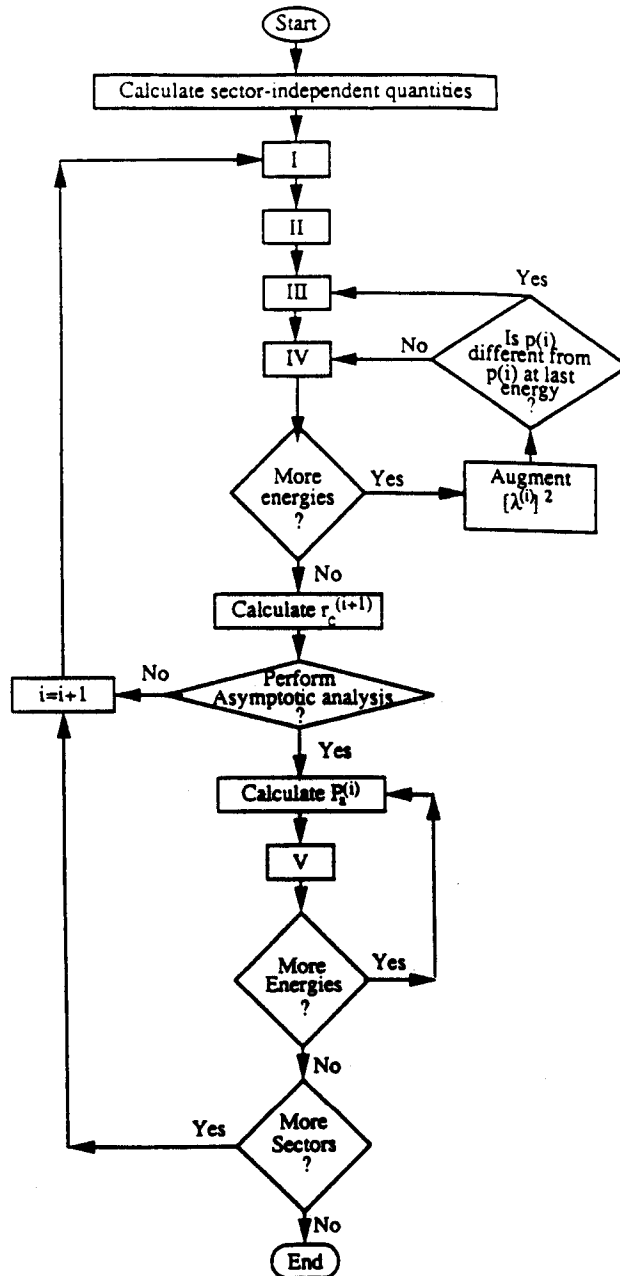 Start
Calculate sector-independent quantities
I
II
III
Yes
IV
No
Is p(i)
different from
p(i) at last
energy
?
More
energies
?
Yes
Augment
[λ^(i)]^2
No
Calculate r_c^(i+1)
i=i+1
No
Perform
Asymptotic analysis
?
Yes
Calculate P_a^(i)
V
More
Energies
?
Yes
No
Yes
More
Sectors
?
No
End